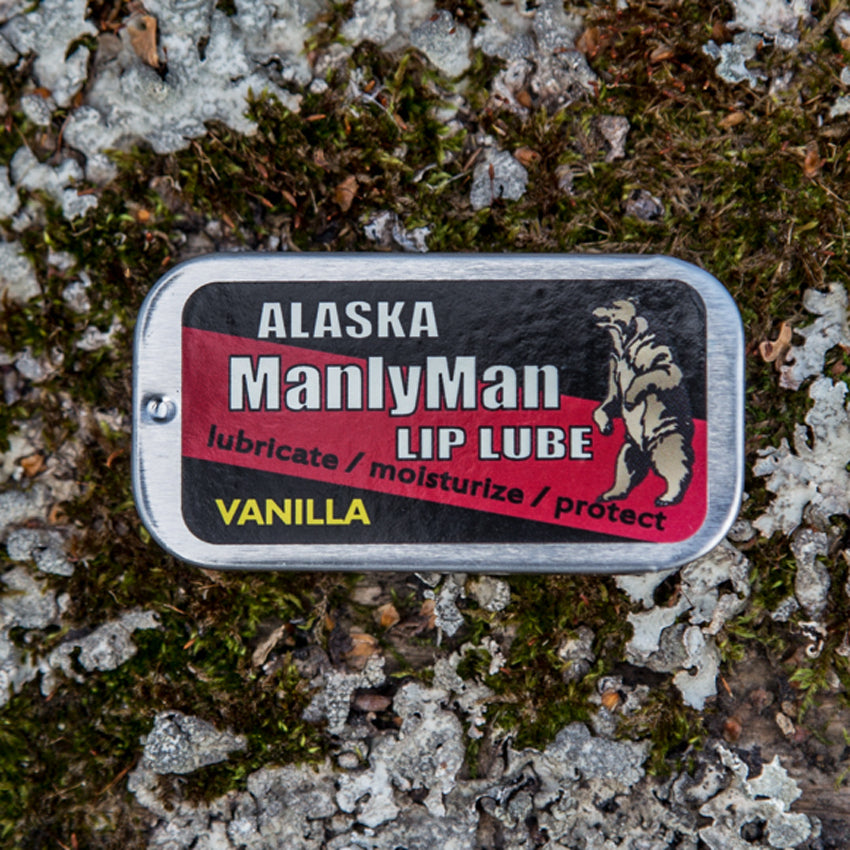 ALASKA
ManlyMan
LIP LUBE
lubricate / moisturize / protect
VANILLA